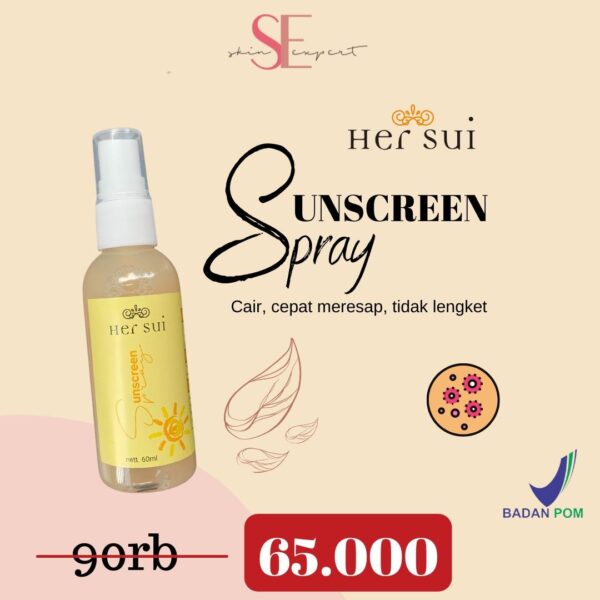 SE
skin expert
Her Sui
SUNSCREEN
Spray
Cair, cepat meresap, tidak lengket
Her Sui
Sunscreen
Spray
nett 60ml
BADAN POM
90rb
65.000